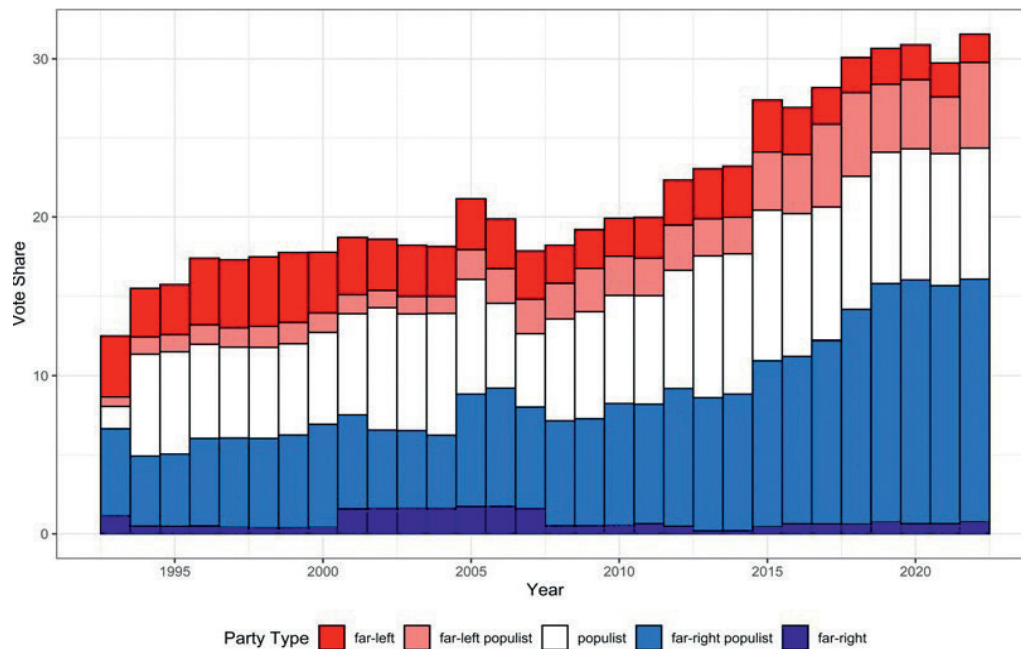 30
20
10
0
Vote Share
1995
2000
2005
2010
2015
2020
Year
Party Type
far-left
far-left populist
populist
far-right populist
far-right